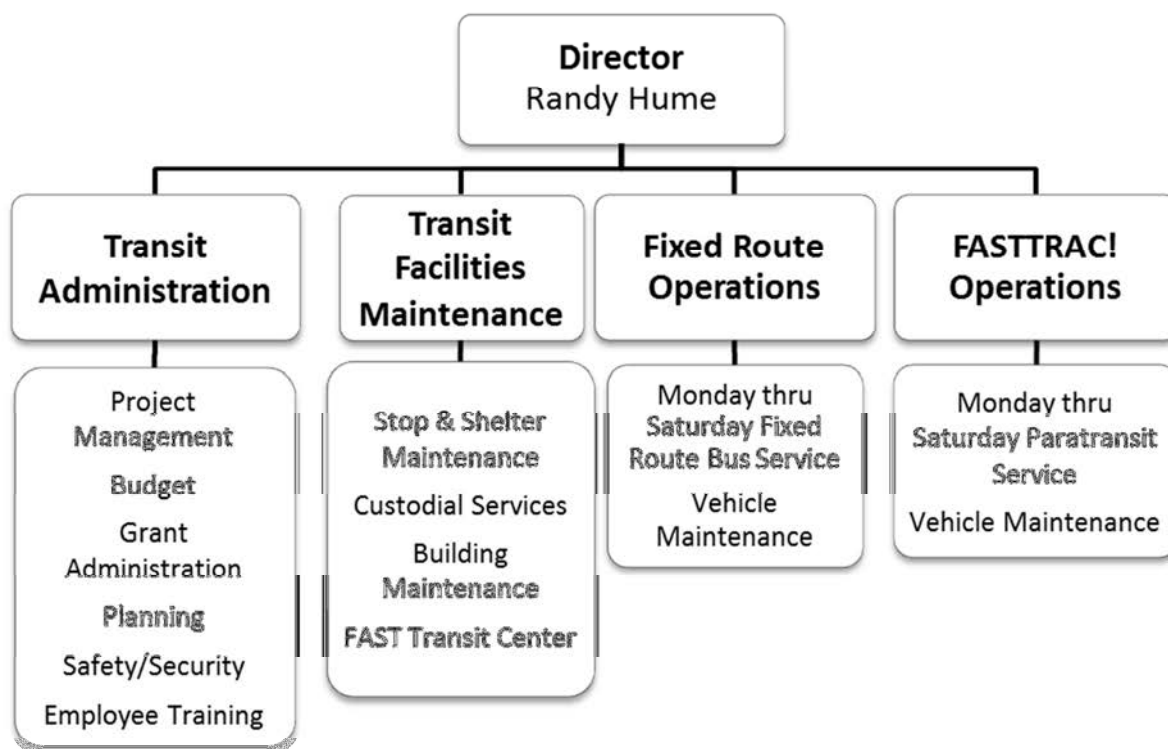 Director
Randy Hume
Transit
Administration
Transit
Facilities
Maintenance
Fixed Route
Operations
FASTTRAC!
Operations
Project
Management
Budget
Grant
Administration
Planning
Safety/Security
Employee Training
Stop & Shelter
Maintenance
Custodial Services
Building
Maintenance
FAST Transit Center
Monday thru
Saturday Fixed
Route Bus Service
Vehicle
Maintenance
Monday thru
Saturday Paratransit
Service
Vehicle Maintenance